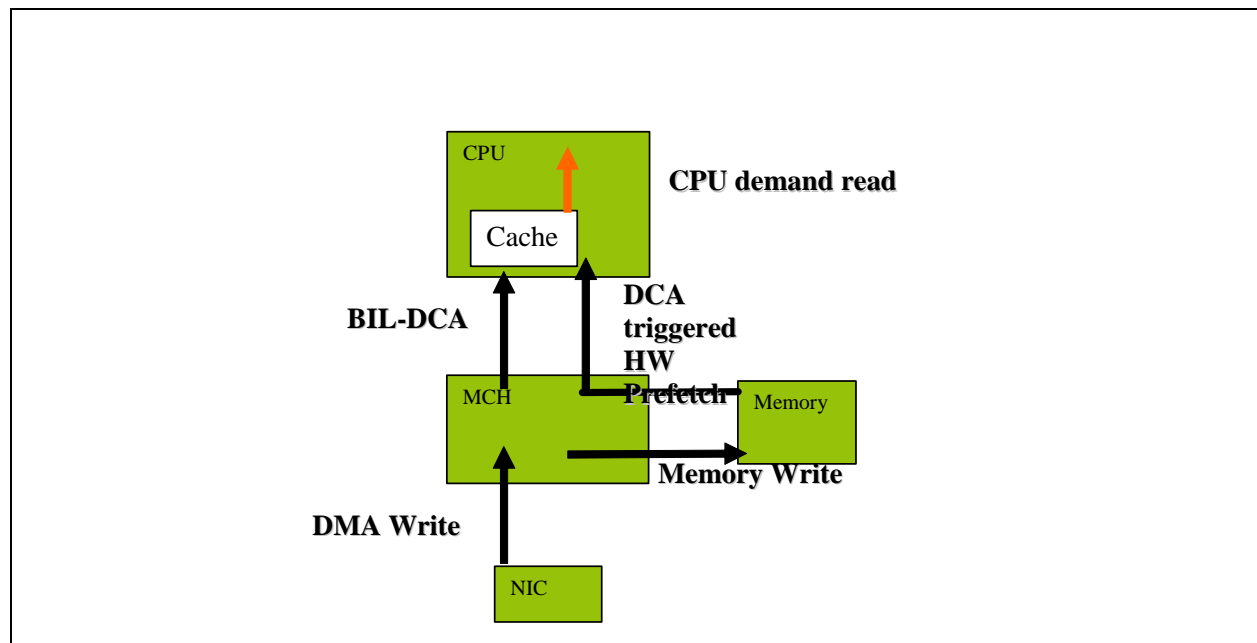 CPU
CPU demand read
Cache
BIL-DCA
DCA
triggered
HW
Prefetch
MCH
Memory
Memory Write
DMA Write
NIC